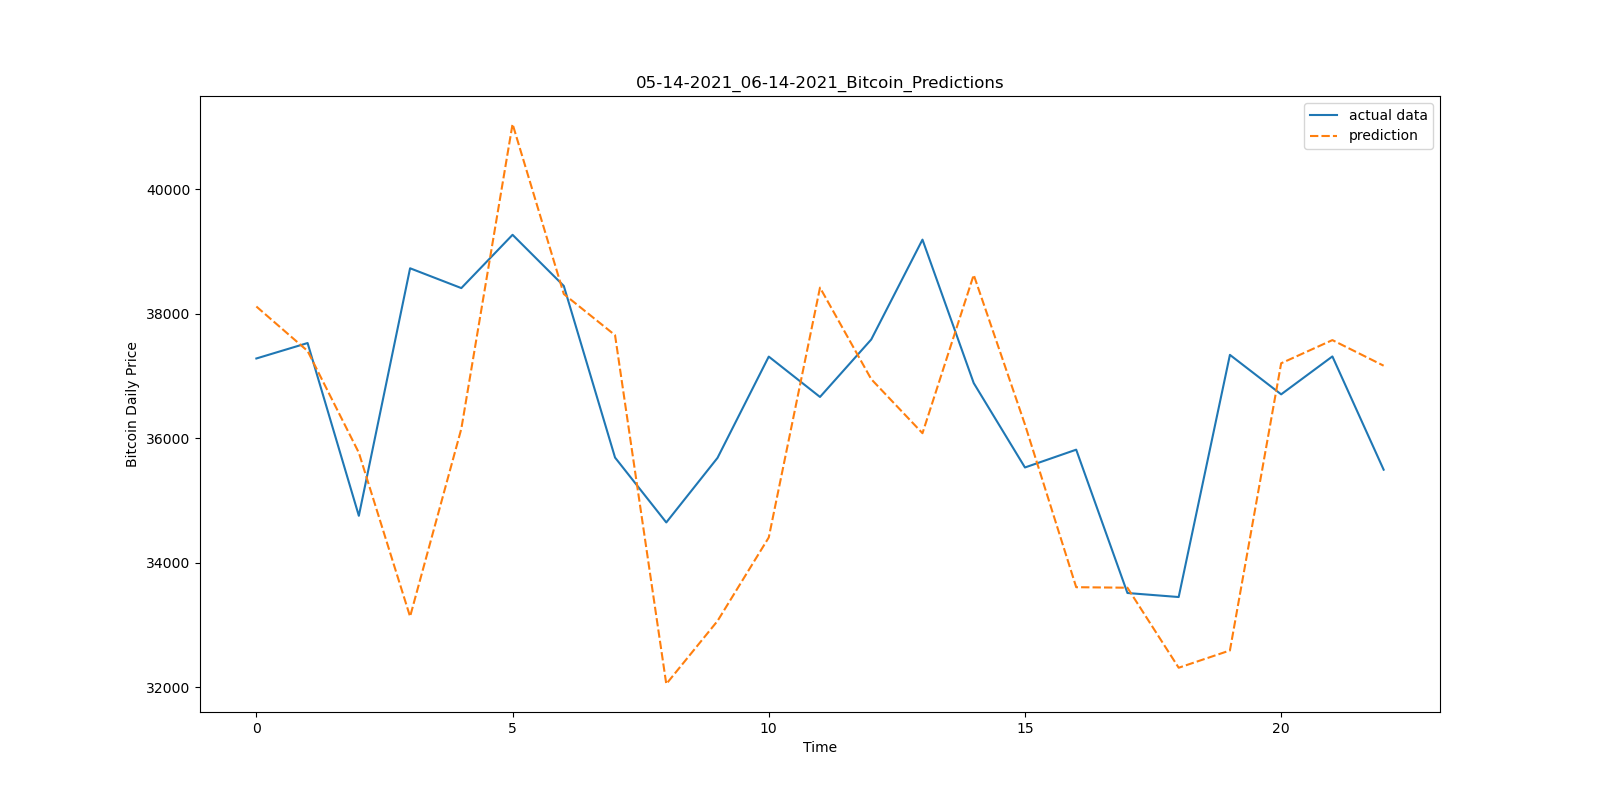 05-14-2021_06-14-2021_Bitcoin_Predictions
actual data
prediction
Bitcoin Daily Price
40000
38000
36000
34000
32000
0 5 10 15 20
Time